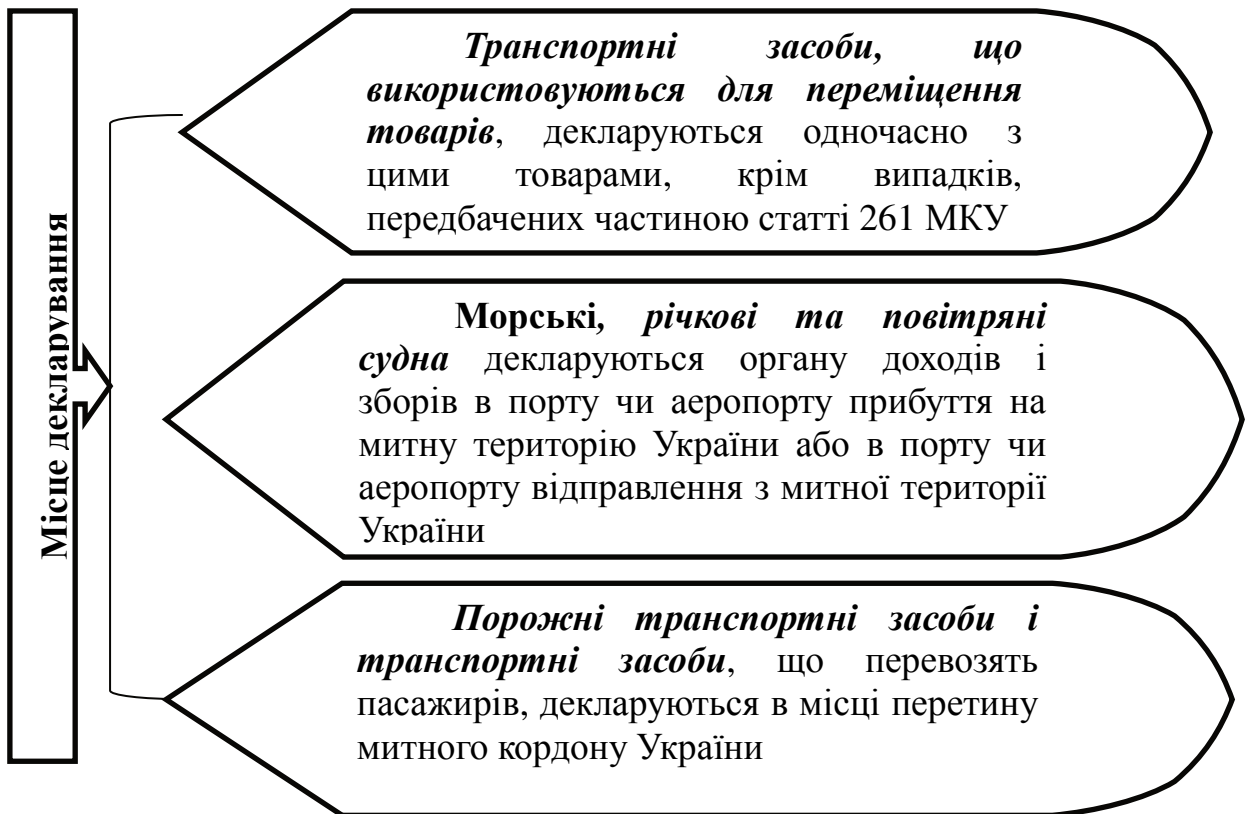 Місце декларування
Транспортні засоби, що
використовуються для переміщення
товарів, декларуються одночасно з
цими товарами, крім випадків,
передбачених частиною статті 261 МКУ
Морські, річкові та повітряні
судна декларуються органу доходів і
зборів в порту чи аеропорту прибуття на
митну територію України або в порту чи
аеропорту відправлення з митної території
України
Порожні транспортні засоби і
транспортні засоби, що перевозять
пасажирів, декларуються в місці перетину
митного кордону України